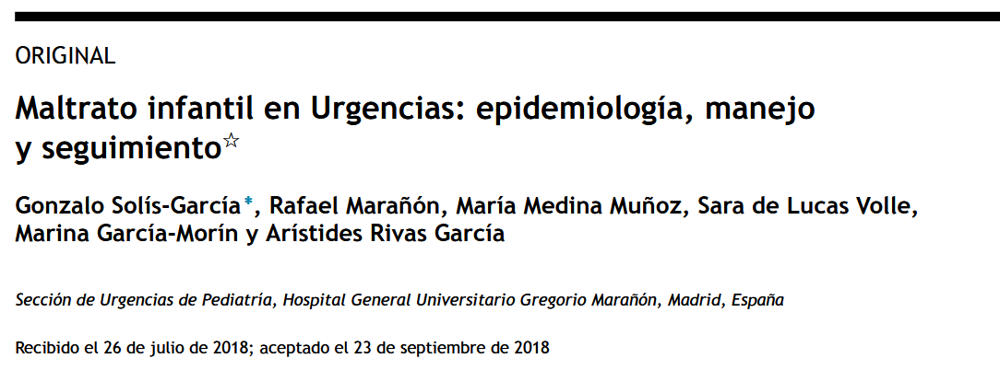 ORIGINAL
Maltrato infantil en Urgencias: epidemiología, manejo
y seguimiento☆
Gonzalo Solís-García*, Rafael Marañón, María Medina Muñoz, Sara de Lucas Volle,
Marina García-Morín y Arístides Rivas García
Sección de Urgencias de Pediatría, Hospital General Universitario Gregorio Marañón, Madrid, España
Recibido el 26 de julio de 2018; aceptado el 23 de septiembre de 2018